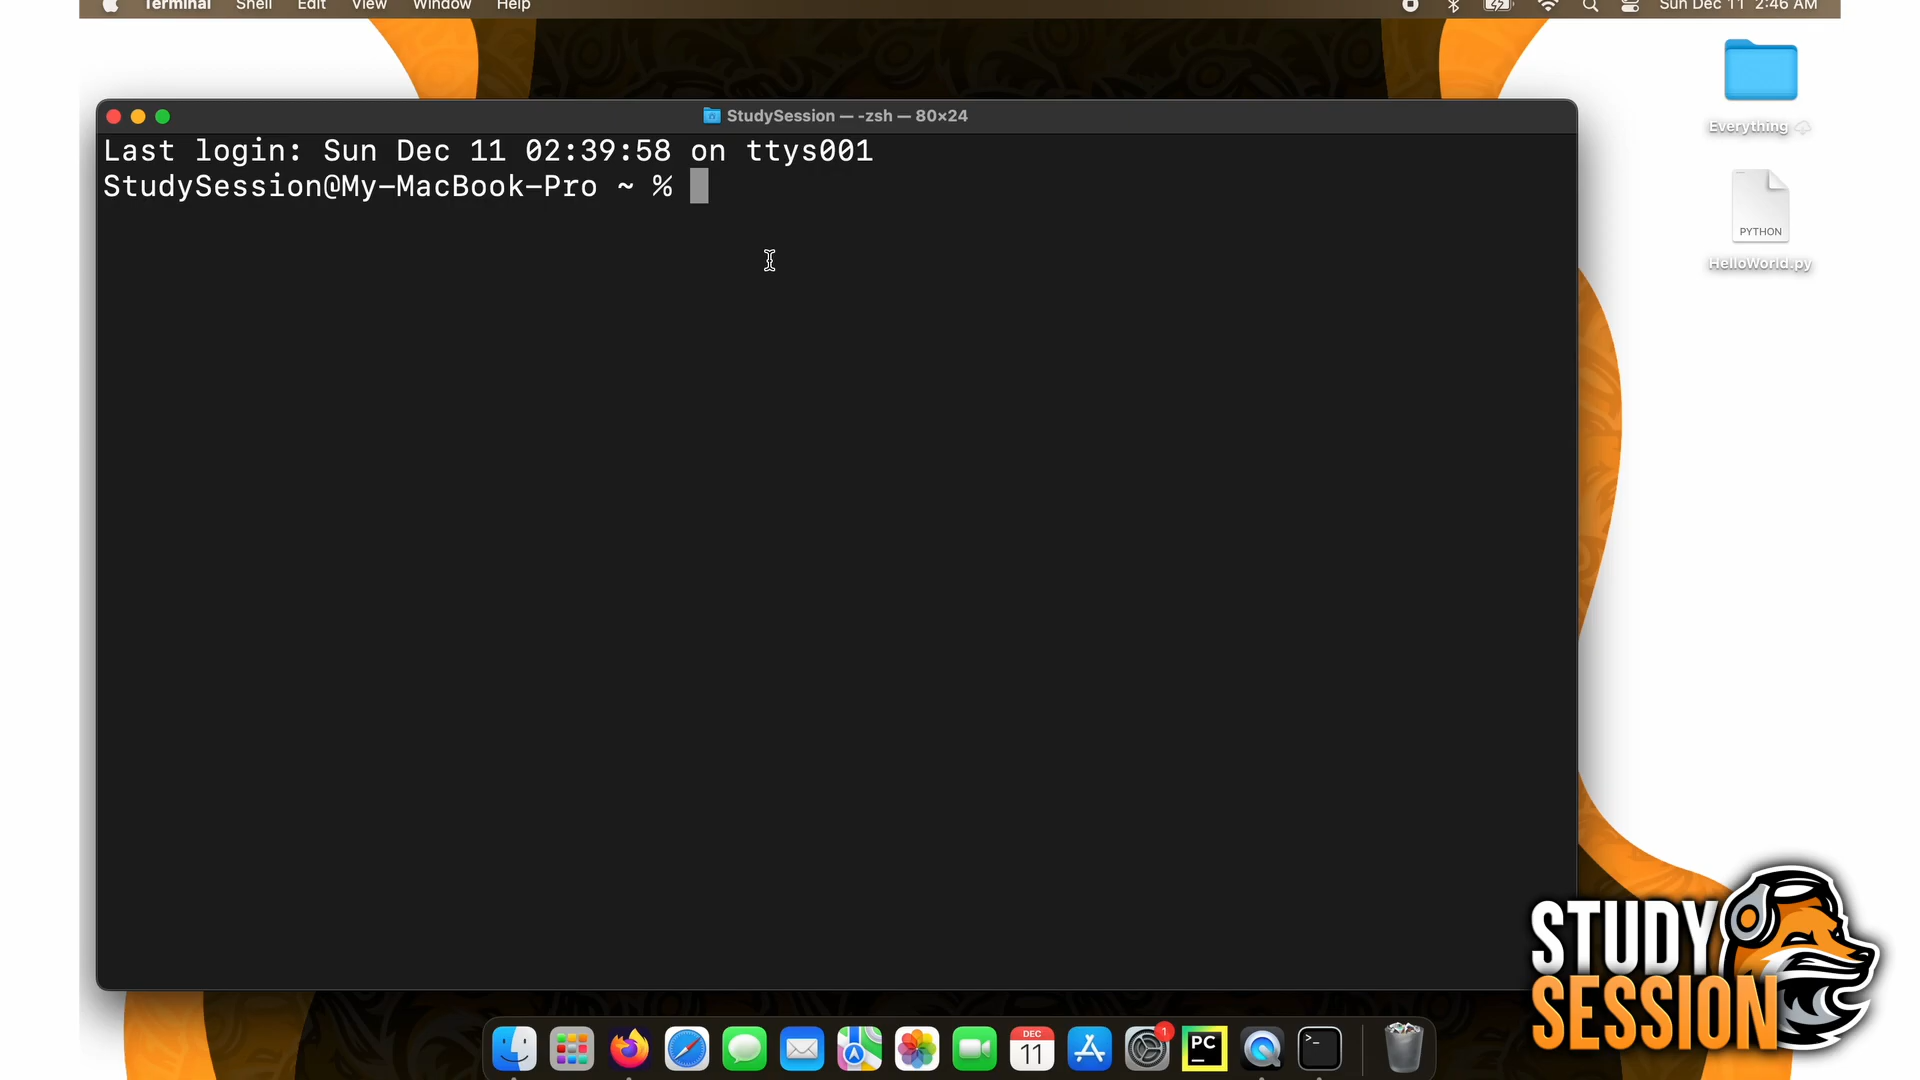 Terminal Shell Edit View Window Help
Sun Dec 11 2:46 AM
StudySession — -zsh — 80×24
Last login: Sun Dec 11 02:39:58 on ttys001
StudySession@My-MacBook-Pro ~ %
Everything
PYTHON
HelloWorld.py
STUDY
SESSION
DEC
11
1
PC
>_